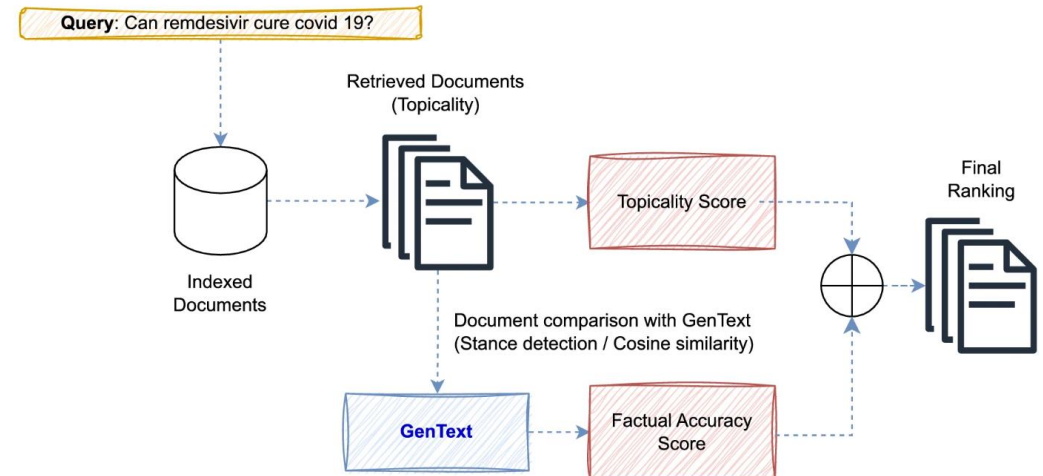 Query: Can remdesivir cure covid 19?
Retrieved Documents
(Topicality)
Indexed
Documents
Topicality Score
Final
Ranking
Document comparison with GenText
(Stance detection / Cosine similarity)
GenText
Factual Accuracy
Score